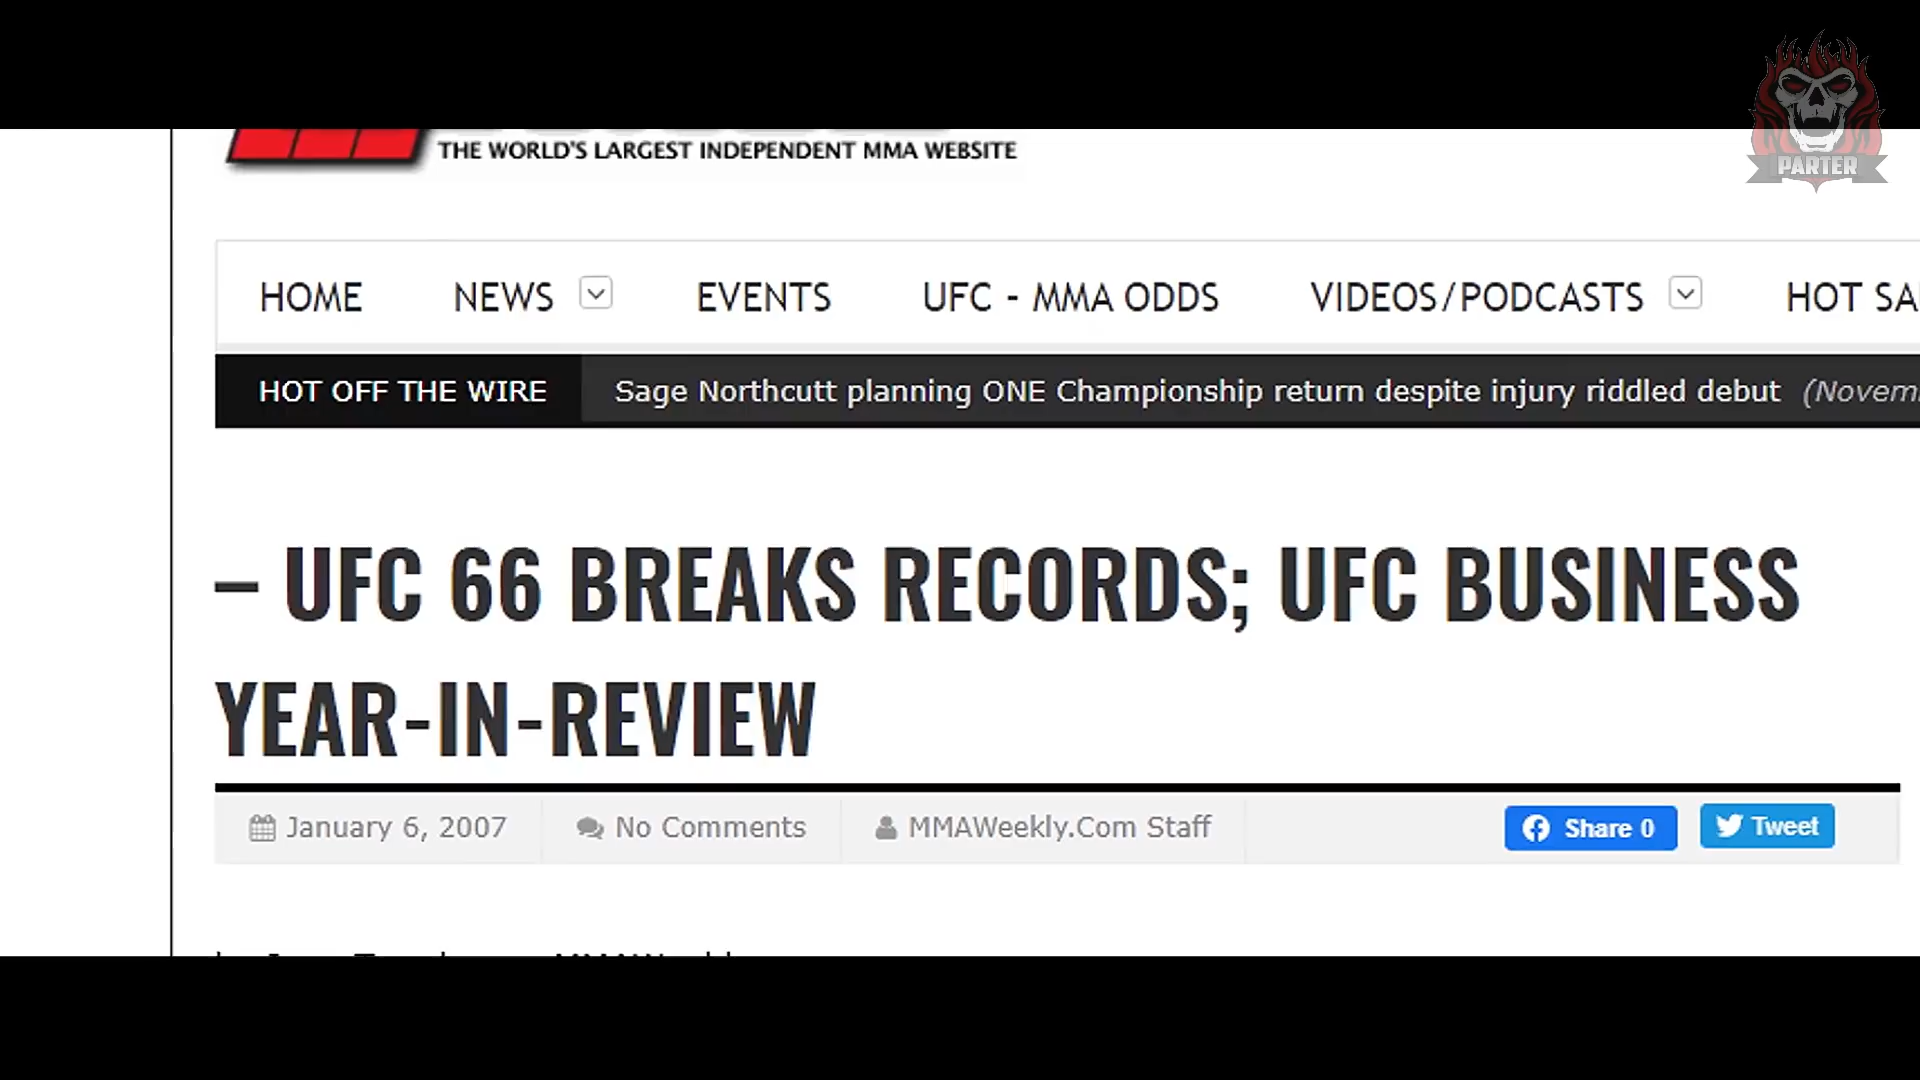 PARTER
THE WORLD'S LARGEST INDEPENDENT MMA WEBSITE
HOME NEWS EVENTS UFC - MMA ODDS VIDEOS/PODCASTS HOT
HOT OFF THE WIRE Sage Northcutt planning ONE Championship return despite injury riddled debut
– UFC 66 BREAKS RECORDS; UFC BUSINESS
YEAR-IN-REVIEW
January 6, 2007 No Comments MMAWeekly.Com Staff Share 0 Tweet